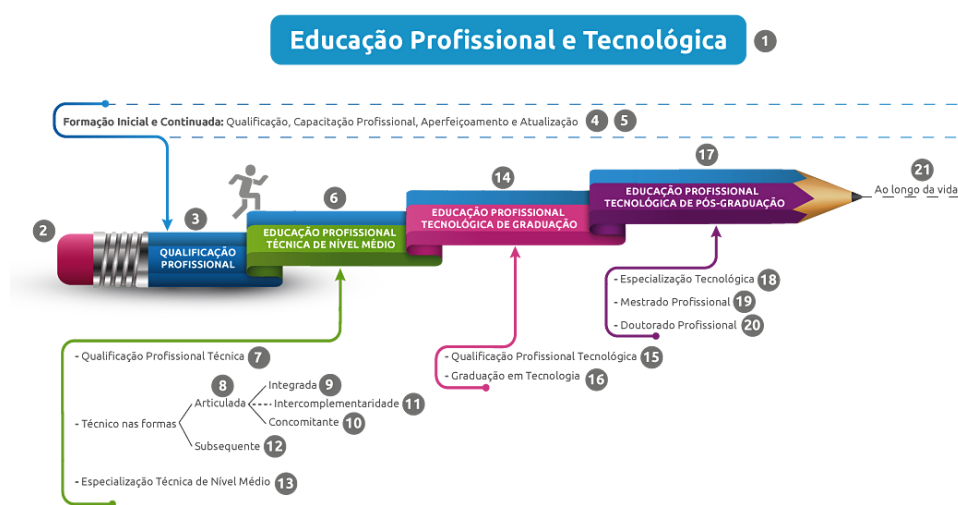 Educação Profissional e Tecnológica 1
Formação Inicial e Continuada: Qualificação, Capacitação Profissional, Aperfeiçoamento e Atualização 4 5
17
21
Ao longo da vida
14
6
3
2
EDUCAÇÃO PROFISSIONAL
TECNOLÓGICA DE PÓS-GRADUAÇÃO
EDUCAÇÃO PROFISSIONAL
TECNOLÓGICA DE GRADUAÇÃO
EDUCAÇÃO PROFISSIONAL
TÉCNICA DE NÍVEL MÉDIO
QUALIFICAÇÃO
PROFISSIONAL
- Especialização Tecnológica 18
- Mestrado Profissional 19
- Doutorado Profissional 20
- Qualificação Profissional Tecnológica 15
- Graduação em Tecnologia 16
- Qualificação Profissional Técnica 7
8
- Técnico nas formas
Articulada
Integrada 9
Intercomplementaridade 11
Concomitante 10
Subsequente 12
- Especialização Técnica de Nível Médio 13